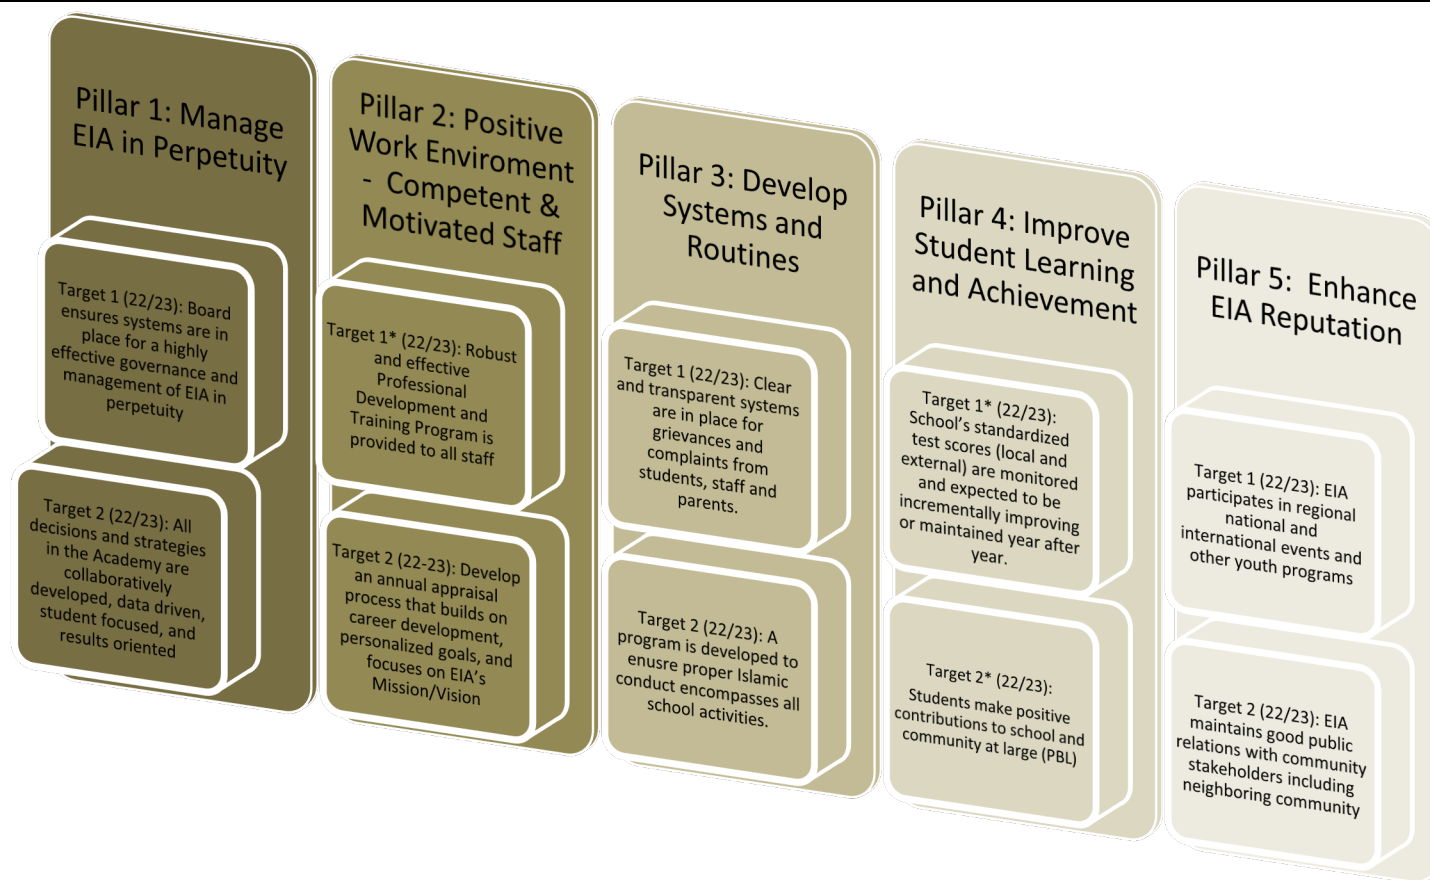 Pillar 1: Manage
EIA in Perpetuity
Target 1 (22/23): Board
ensures systems are in
place for a highly
effective governance and
management of EIA in
perpetuity
Target 2 (22/23): All
decisions and strategies
in the Academy are
collaboratively
developed, data driven,
student focused, and
results oriented
Pillar 2: Positive
Work Enviroment
- Competent &
Motivated Staff
Target 1* (22/23): Robust
and effective
Professional
Development and
Training Program is
provided to all staff
Target 2 (22-23): Develop
an annual appraisal
process that builds on
career development,
personalized goals, and
focuses on EIA's
Mission/Vision
Pillar 3: Develop
Systems and
Routines
Target 1 (22/23): Clear
and transparent systems
are in place for
grievances and
complaints from
students, staff and
parents.
Target 2 (22/23): A
program is developed to
enusre proper Islamic
conduct encompasses all
school activities.
Pillar 4: Improve
Student Learning
and Achievement
Target 1* (22/23):
School's standardized
test scores (local and
external) are monitored
and expected to be
incrementally improving
or maintained year after
year.
Target 2* (22/23):
Students make positive
contributions to school and
community at large (PBL)
Pillar 5: Enhance
EIA Reputation
Target 1 (22/23): EIA
participates in regional
national and
international events and
other youth programs
Target 2 (22/23): EIA
maintains good public
relations with community
stakeholders including
neighboring community